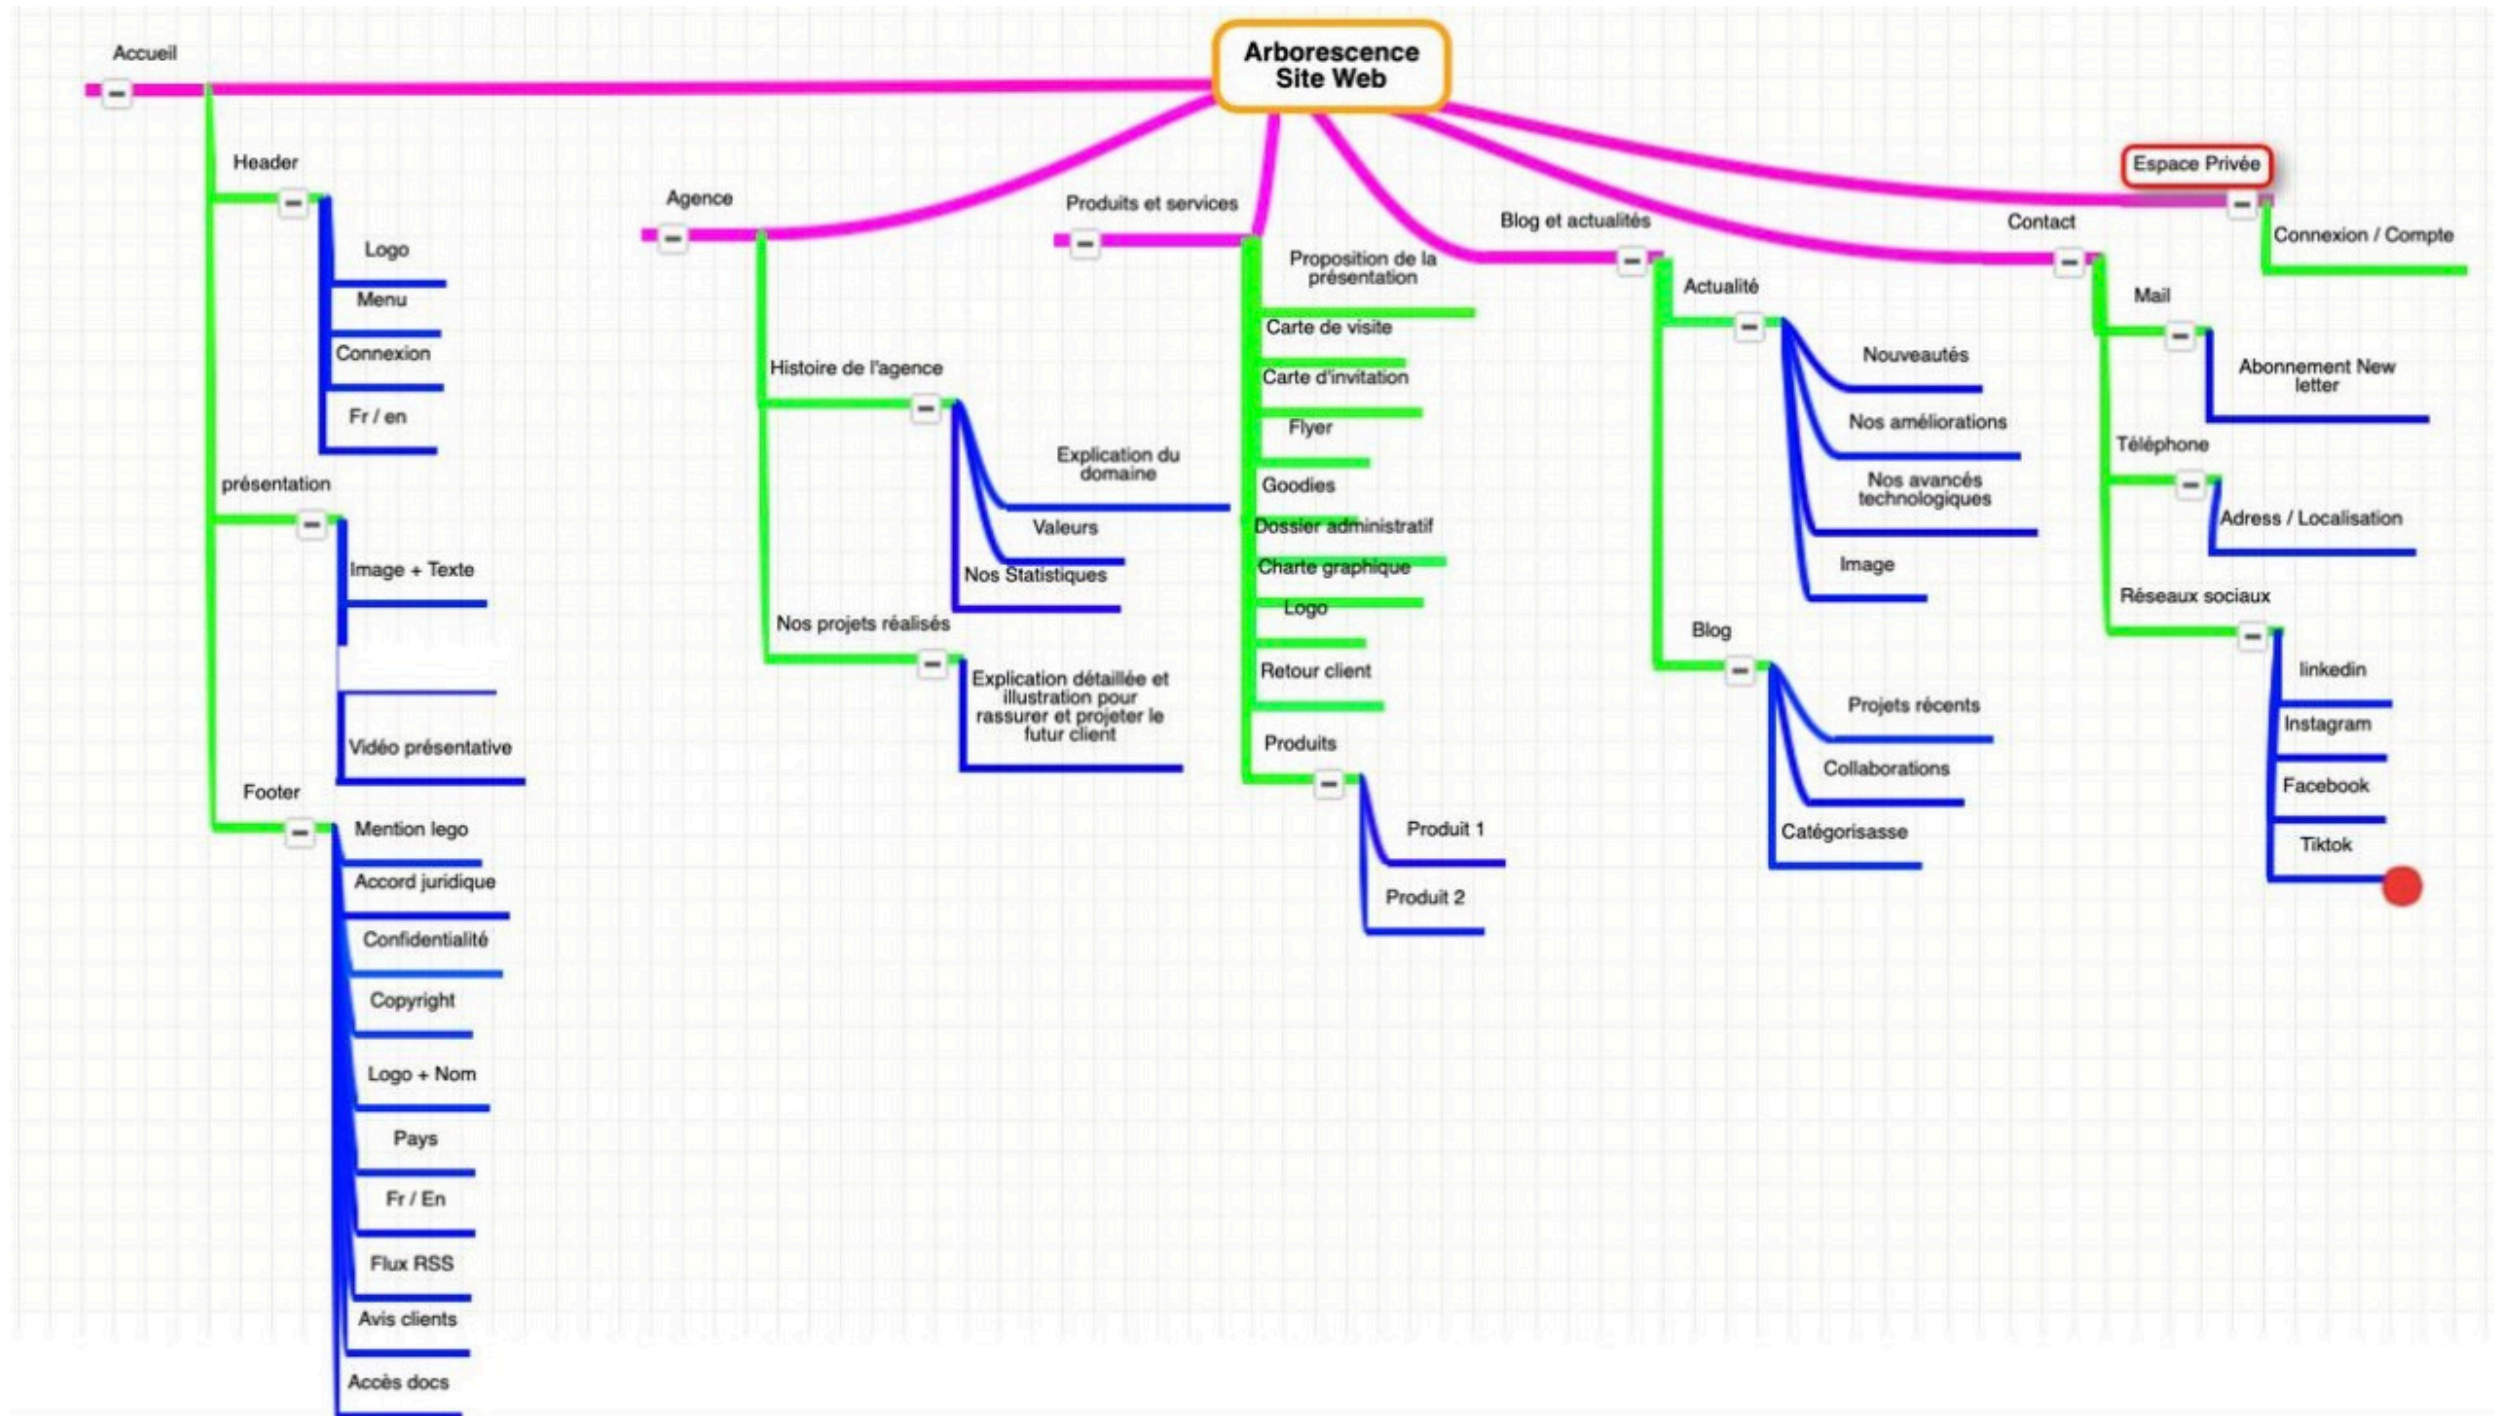 Arborescence
Site Web
Accueil
Header
Logo
Menu
Connexion
Fr / en
présentation
Image + Texte
Vidéo présentative
Footer
Mention lego
Accord juridique
Confidentialité
Copyright
Logo + Nom
Pays
Fr / En
Flux RSS
Avis clients
Accès docs
Agence
Histoire de l'agence
Explication du
domaine
Valeurs
Nos Statistiques
Nos projets réalisés
Explication détaillée et
illustration pour
rassurer et projeter le
futur client
Produits et services
Proposition de la
présentation
Carte de visite
Carte d'invitation
Flyer
Goodies
Dossier administratif
Charte graphique
Logo
Retour client
Produits
Produit 1
Produit 2
Blog et actualités
Actualité
Nouveautés
Nos améliorations
Nos avancés
technologiques
Image
Blog
Projets récents
Collaborations
Catégorisasse
Contact
Mail
Abonnement New
letter
Téléphone
Adress / Localisation
Réseaux sociaux
linkedin
Instagram
Facebook
Tiktok
Espace Privée
Connexion / Compte